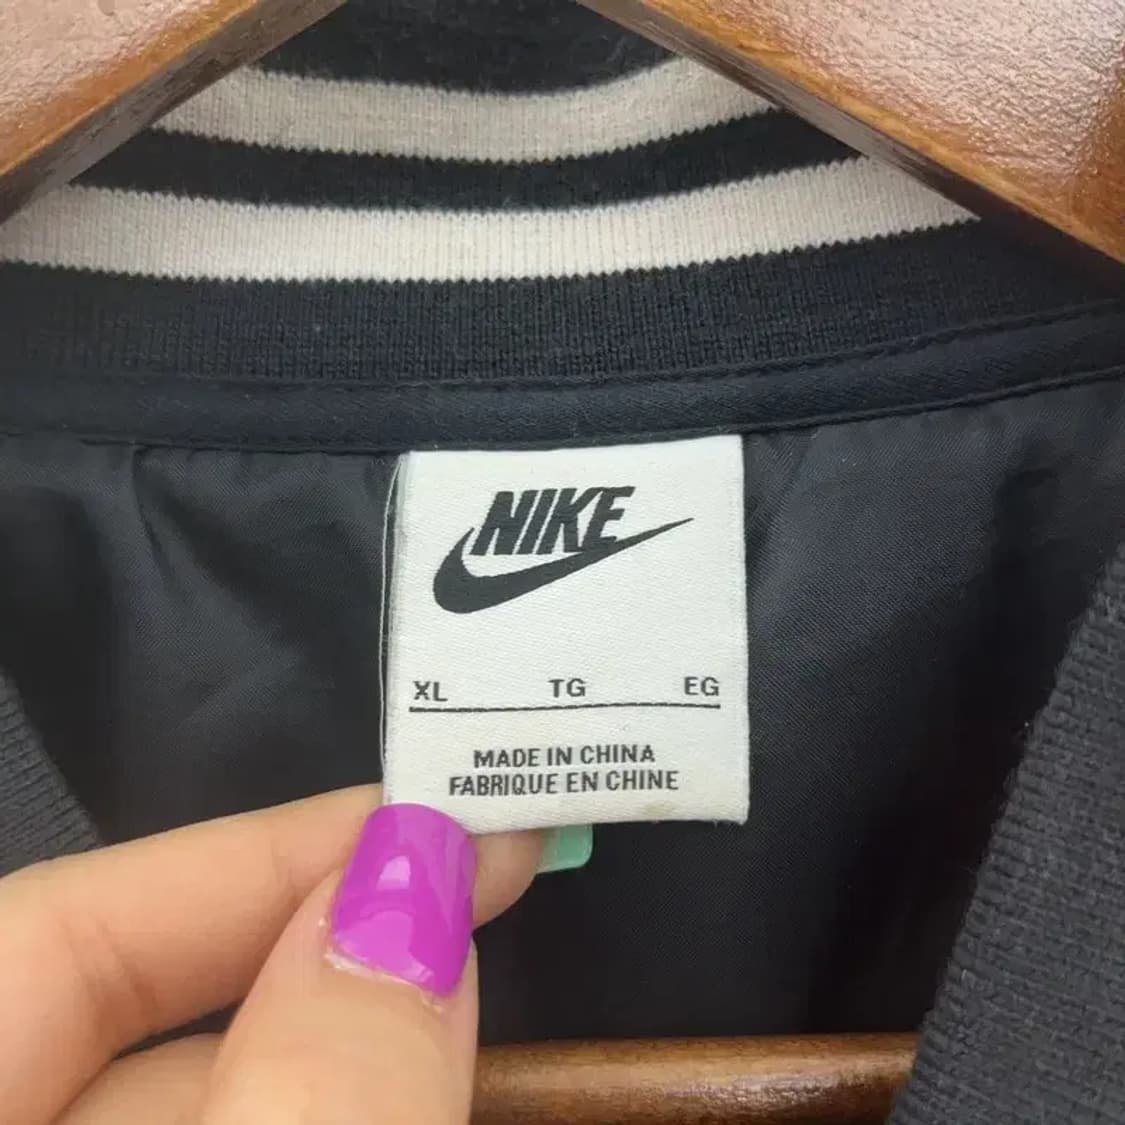 NIKE
XL TG EG
MADE IN CHINA
FABRIQUE EN CHINE